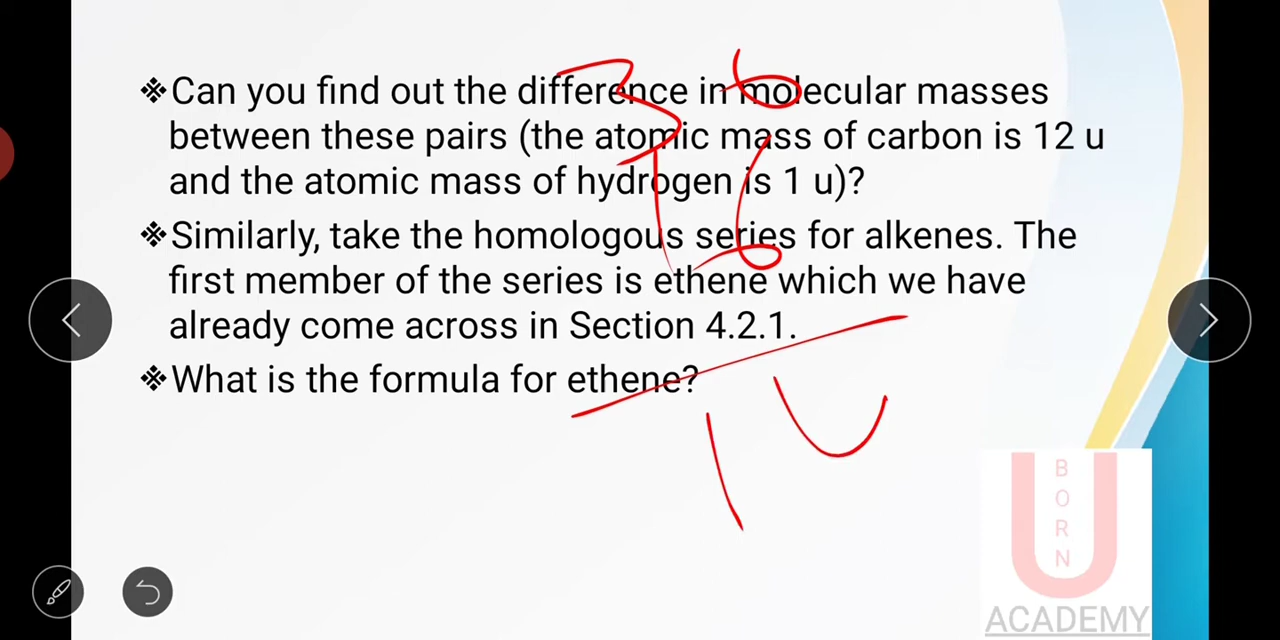 ❖Can you find out the difference in molecular masses
between these pairs (the atomic mass of carbon is 12 u
and the atomic mass of hydrogen is 1 u)?
❖Similarly, take the homologous series for alkenes. The
first member of the series is ethene which we have
already come across in Section 4.2.1.
❖What is the formula for ethene?
36
16
U
BORN
ACADEMY